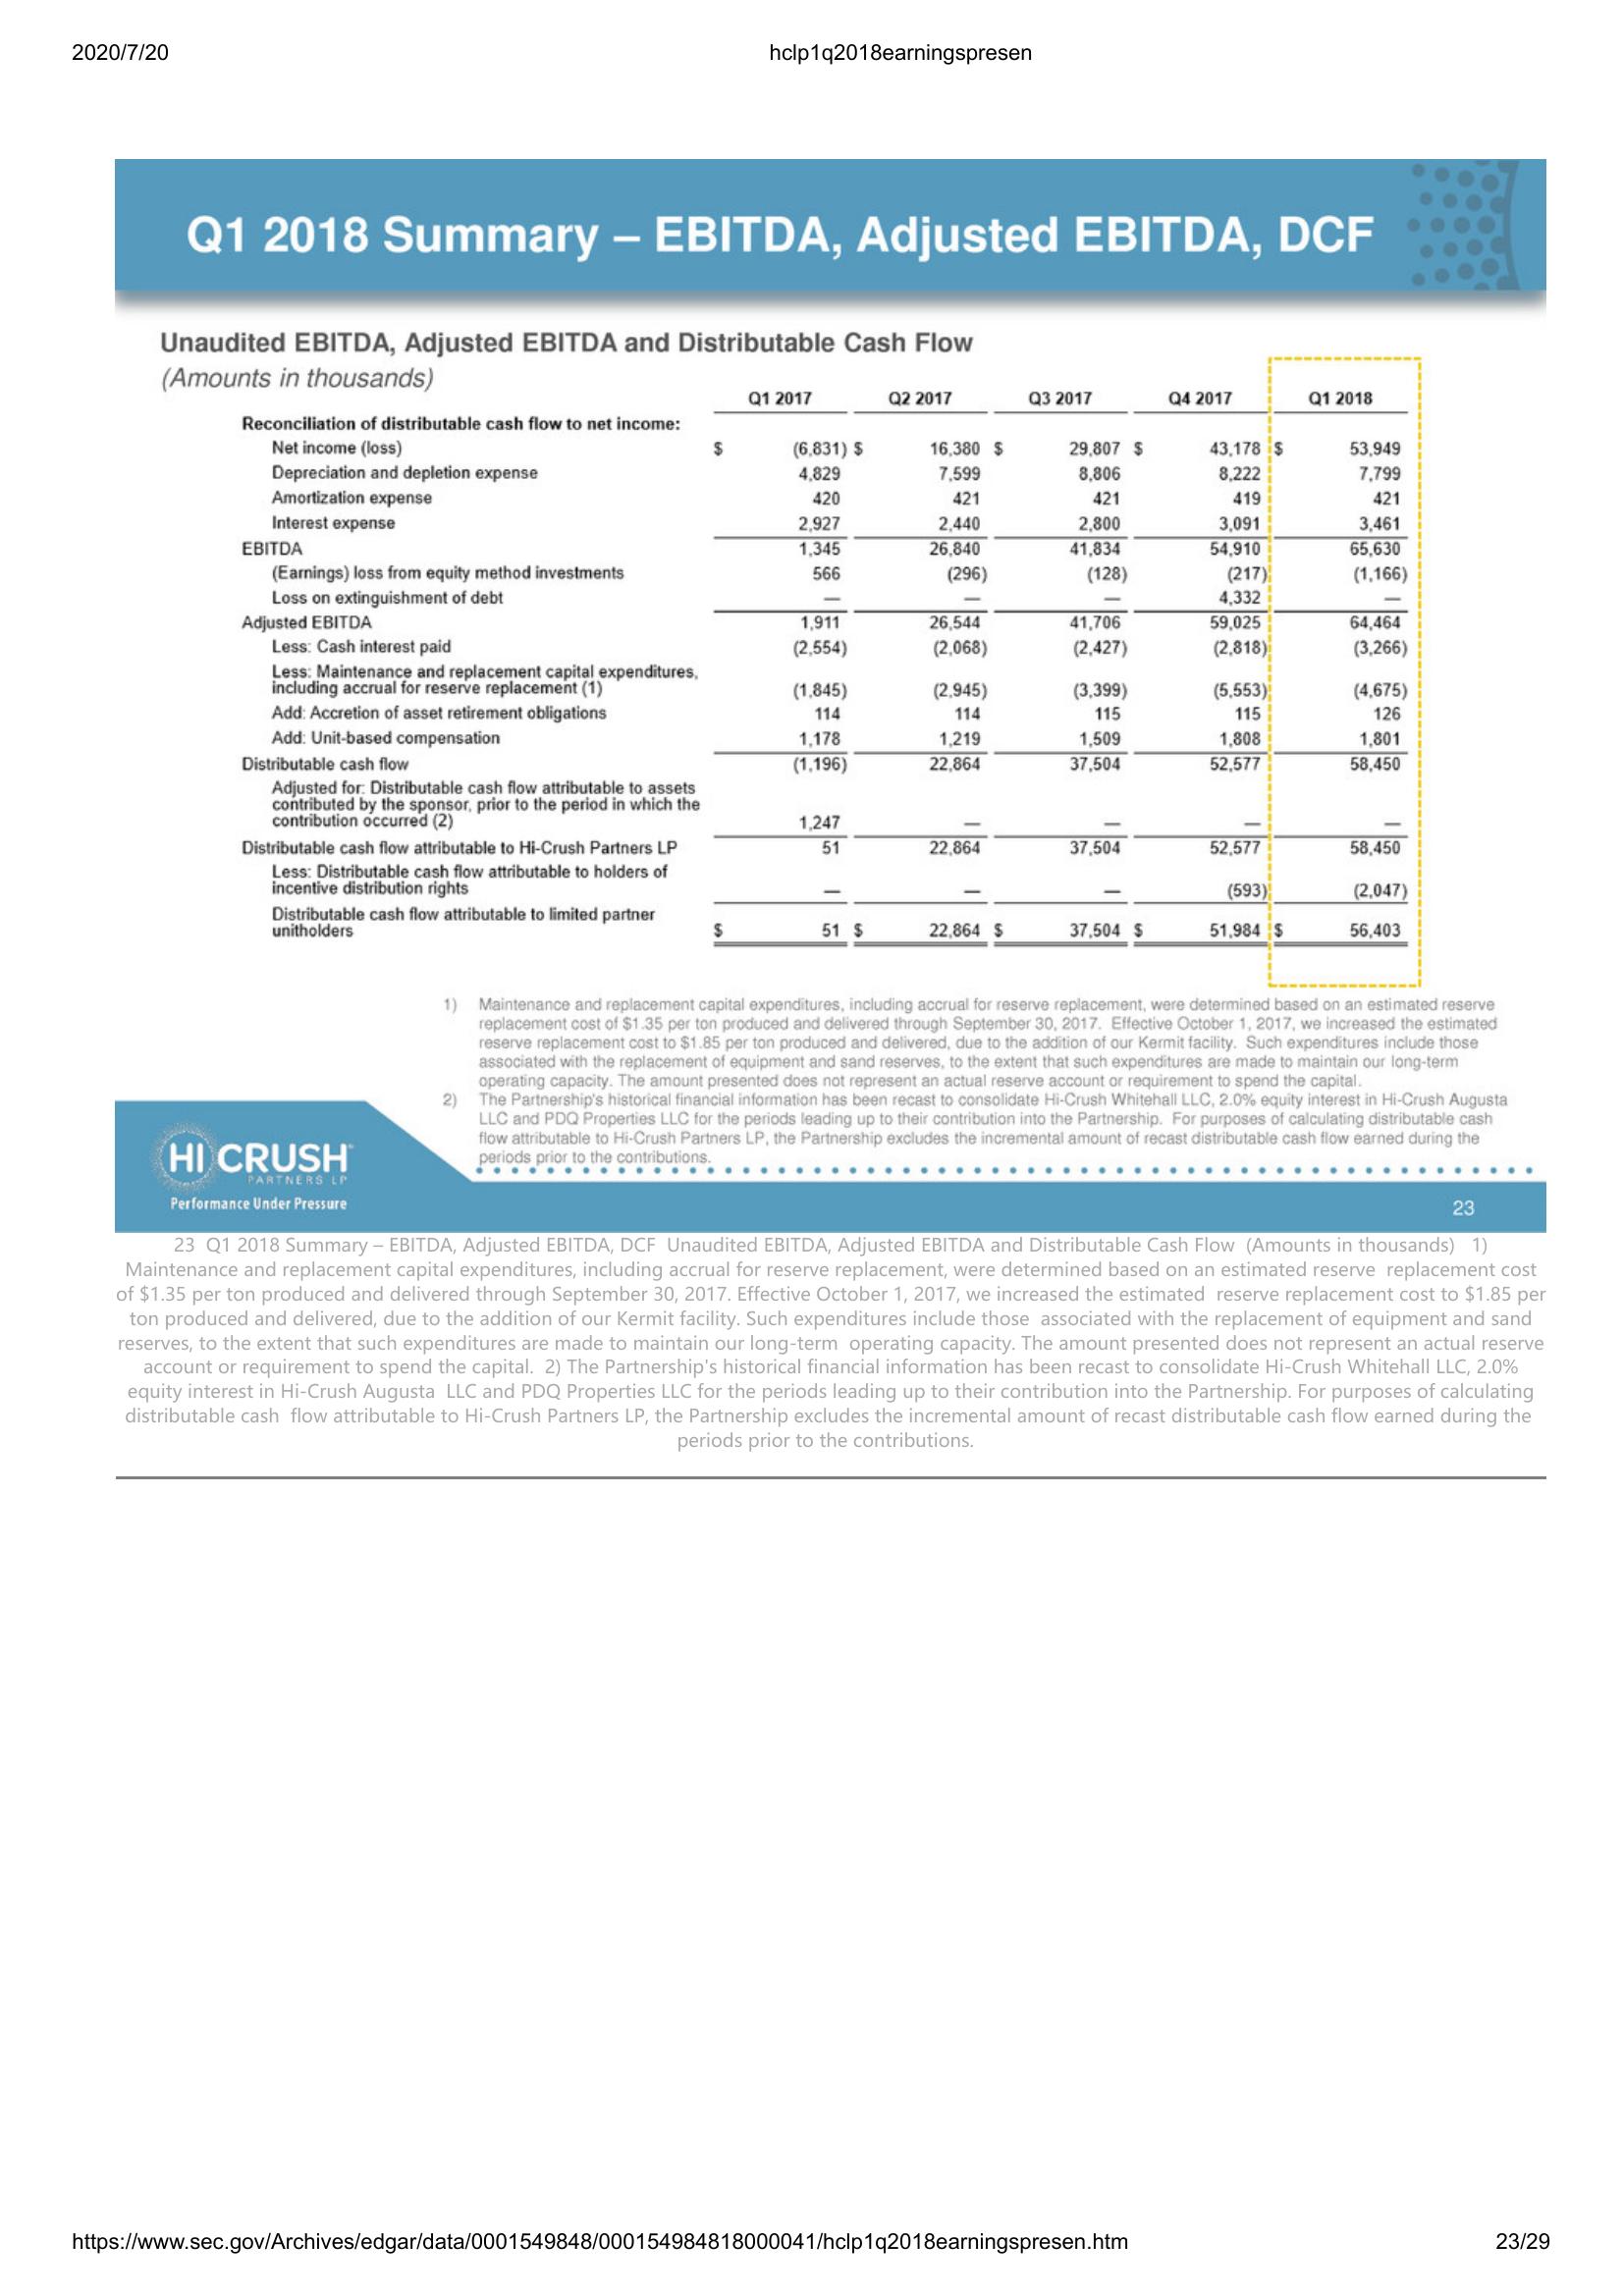 2020/7/20 hclp1q2018earningspresen
Q1 2018 Summary – EBITDA, Adjusted EBITDA, DCF
Unaudited EBITDA, Adjusted EBITDA and Distributable Cash Flow
(Amounts in thousands)
Q1 2017 Q2 2017 Q3 2017 Q4 2017 Q1 2018
Reconciliation of distributable cash flow to net income:
Net income (loss) $ (6,831) $ 16,380 $ 29,807 $ 43,178 $ 53,949
Depreciation and depletion expense 4,829 7,599 8,806 8,222 7,799
Amortization expense 420 421 421 419 421
Interest expense 2,927 2,440 2,800 3,091 3,461
EBITDA 1,345 26,840 41,834 54,910 65,630
(Earnings) loss from equity method investments 566 (296) (128) (217) (1,166)
Loss on extinguishment of debt — — — 4,332 —
Adjusted EBITDA 1,911 26,544 41,706 59,025 64,464
Less: Cash interest paid (2,554) (2,068) (2,427) (2,818) (3,266)
Less: Maintenance and replacement capital expenditures,
including accrual for reserve replacement (1) (1,845) (2,945) (3,399) (5,553) (4,675)
Add: Accretion of asset retirement obligations 114 114 115 115 126
Add: Unit-based compensation 1,178 1,219 1,509 1,808 1,801
Distributable cash flow (1,196) 22,864 37,504 52,577 58,450
Adjusted for: Distributable cash flow attributable to assets
contributed by the sponsor, prior to the period in which the
contribution occurred (2) 1,247 — — — —
Distributable cash flow attributable to Hi-Crush Partners LP 51 22,864 37,504 52,577 58,450
Less: Distributable cash flow attributable to holders of
incentive distribution rights — — — (593) (2,047)
Distributable cash flow attributable to limited partner
unitholders $ 51 $ 22,864 $ 37,504 $ 51,984 $ 56,403
1) Maintenance and replacement capital expenditures, including accrual for reserve replacement, were determined based on an estimated reserve
replacement cost of $1.35 per ton produced and delivered through September 30, 2017. Effective October 1, 2017, we increased the estimated
reserve replacement cost to $1.85 per ton produced and delivered, due to the addition of our Kermit facility. Such expenditures include those
associated with the replacement of equipment and sand reserves, to the extent that such expenditures are made to maintain our long-term
operating capacity. The amount presented does not represent an actual reserve account or requirement to spend the capital.
2) The Partnership's historical financial information has been recast to consolidate Hi-Crush Whitehall LLC, 2.0% equity interest in Hi-Crush Augusta
LLC and PDQ Properties LLC for the periods leading up to their contribution into the Partnership. For purposes of calculating distributable cash
flow attributable to Hi-Crush Partners LP, the Partnership excludes the incremental amount of recast distributable cash flow earned during the
periods prior to the contributions.
HI CRUSH
PARTNERS LP
Performance Under Pressure
23
23 Q1 2018 Summary – EBITDA, Adjusted EBITDA, DCF Unaudited EBITDA, Adjusted EBITDA and Distributable Cash Flow (Amounts in thousands) 1)
Maintenance and replacement capital expenditures, including accrual for reserve replacement, were determined based on an estimated reserve replacement cost
of $1.35 per ton produced and delivered through September 30, 2017. Effective October 1, 2017, we increased the estimated reserve replacement cost to $1.85 per
ton produced and delivered, due to the addition of our Kermit facility. Such expenditures include those associated with the replacement of equipment and sand
reserves, to the extent that such expenditures are made to maintain our long-term operating capacity. The amount presented does not represent an actual reserve
account or requirement to spend the capital. 2) The Partnership's historical financial information has been recast to consolidate Hi-Crush Whitehall LLC, 2.0%
equity interest in Hi-Crush Augusta LLC and PDQ Properties LLC for the periods leading up to their contribution into the Partnership. For purposes of calculating
distributable cash flow attributable to Hi-Crush Partners LP, the Partnership excludes the incremental amount of recast distributable cash flow earned during the
periods prior to the contributions.
https://www.sec.gov/Archives/edgar/data/0001549848/000154984818000041/hclp1q2018earningspresen.htm 23/29